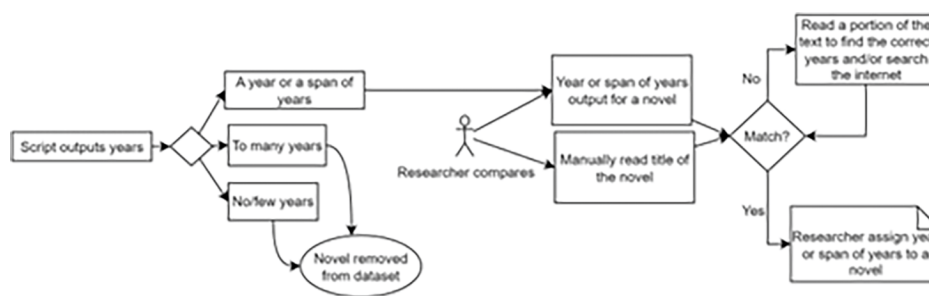 Script outputs years
A year or a span of
years
To many years
No/few years
Novel removed
from dataset
Researcher compares
Year or span of years
output for a novel
Manually read title of
the novel
Match?
No
Read a portion of the
text to find the correc
years and/or search
the internet
Yes
Researcher assign yea
or span of years to a
novel